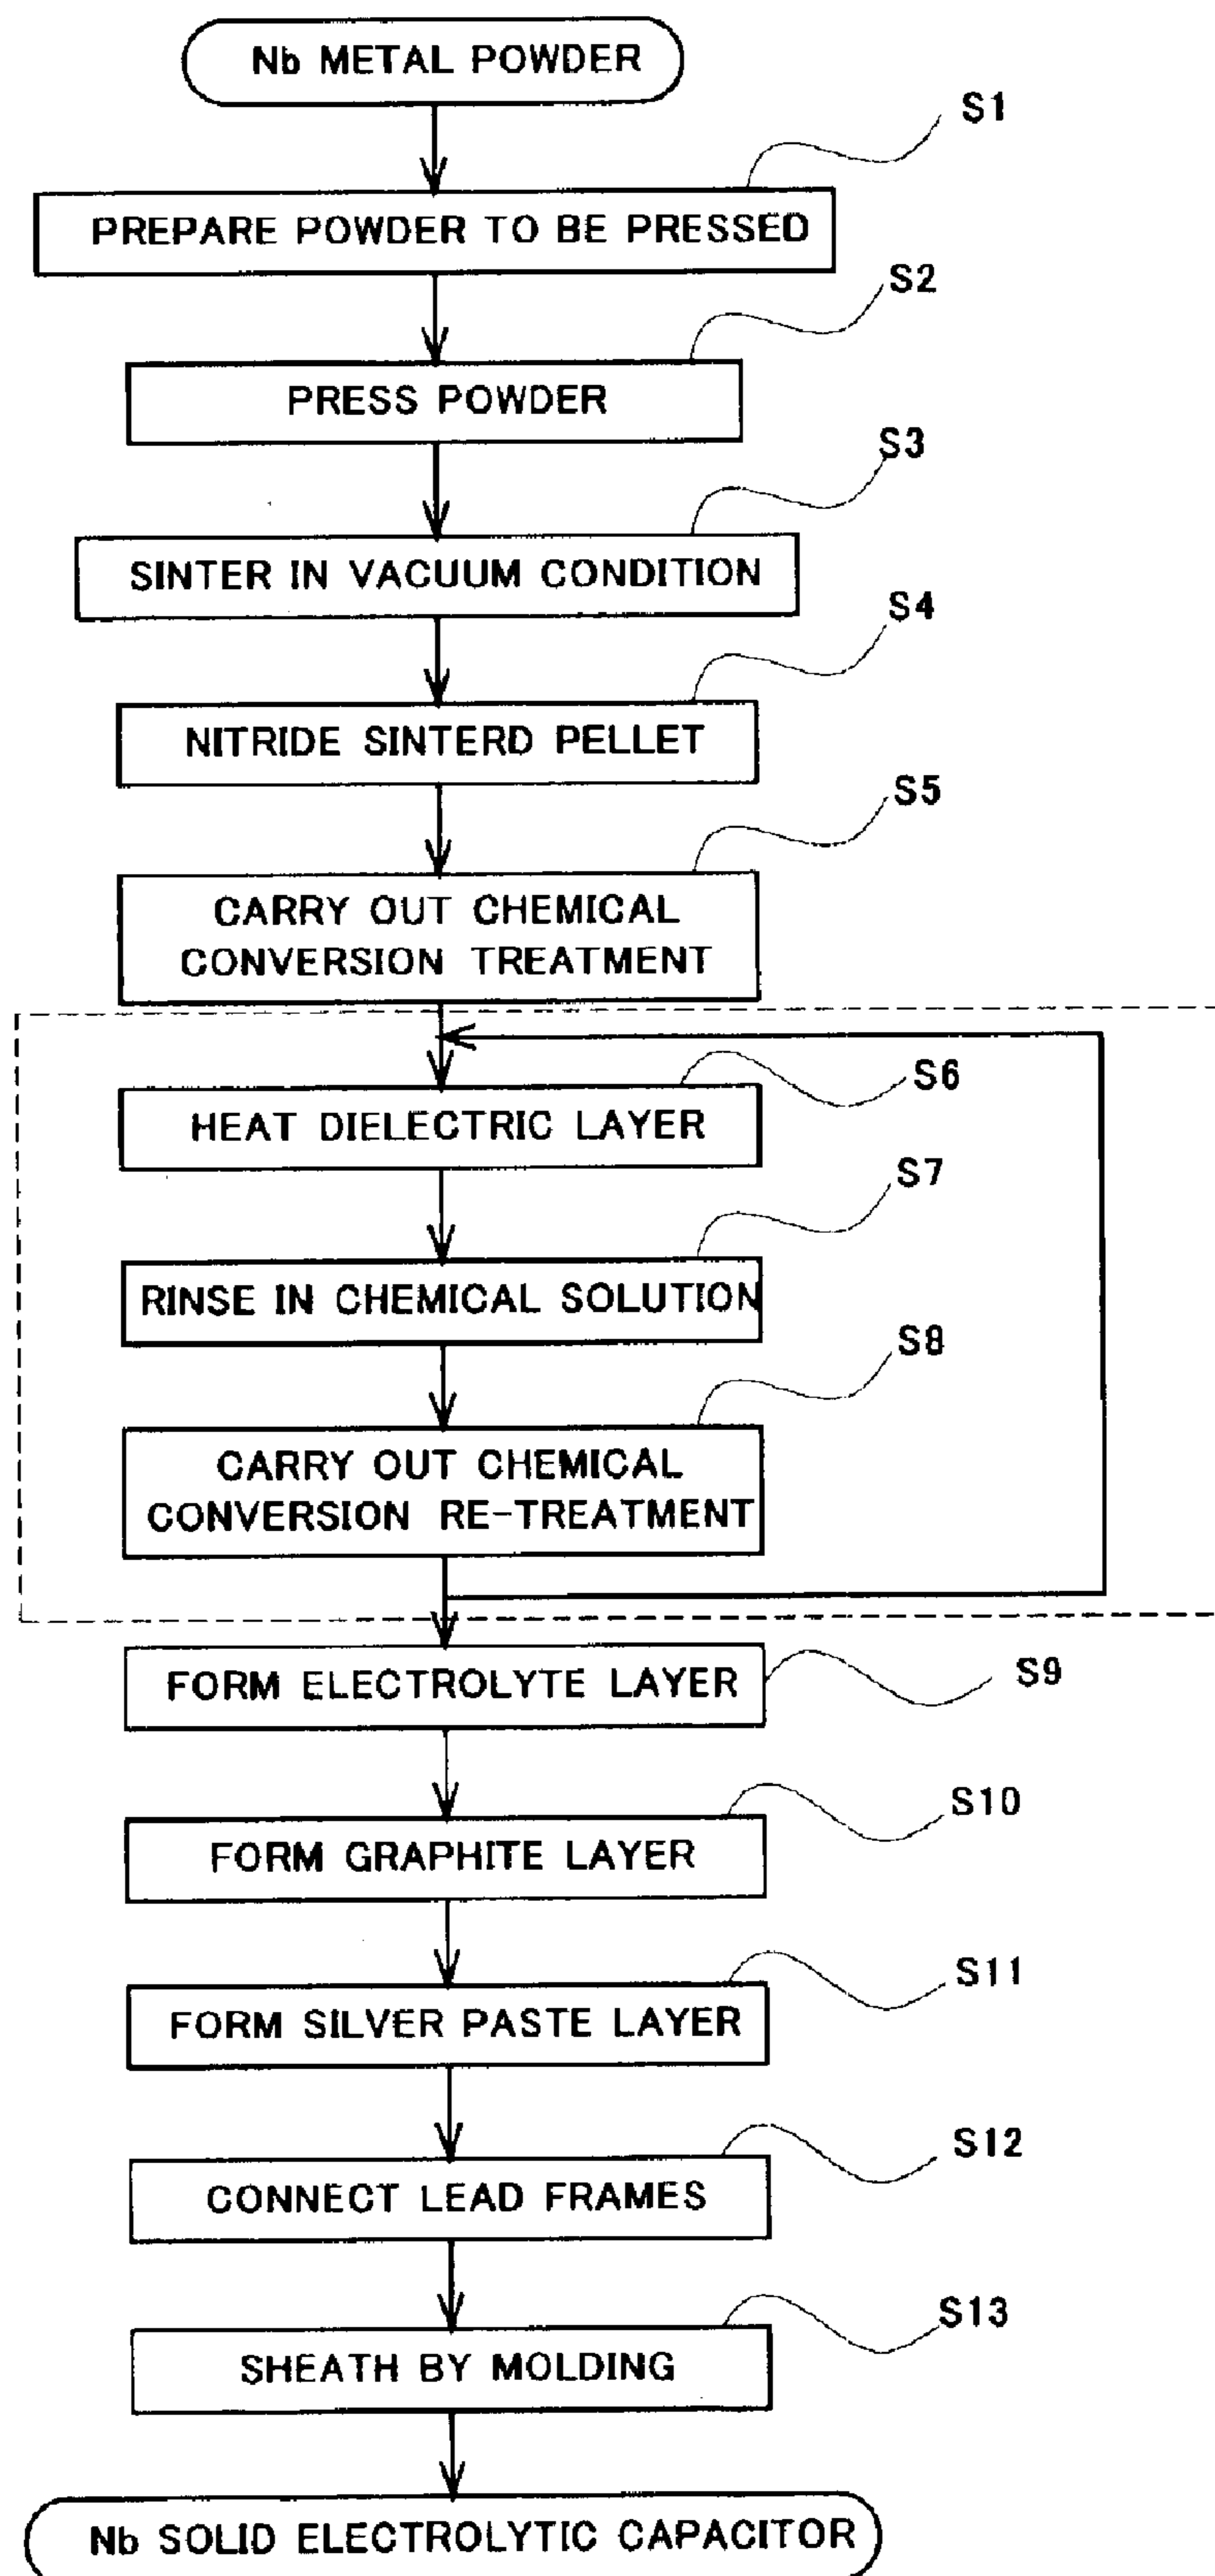 Nb METAL POWDER
S1
PREPARE POWDER TO BE PRESSED
S2
PRESS POWDER
S3
SINTER IN VACUUM CONDITION
S4
NITRIDE SINTERD PELLET
S5
CARRY OUT CHEMICAL
CONVERSION TREATMENT
S6
HEAT DIELECTRIC LAYER
S7
RINSE IN CHEMICAL SOLUTION
S8
CARRY OUT CHEMICAL
CONVERSION RE-TREATMENT
S9
FORM ELECTROLYTE LAYER
S10
FORM GRAPHITE LAYER
S11
FORM SILVER PASTE LAYER
S12
CONNECT LEAD FRAMES
S13
SHEATH BY MOLDING
Nb SOLID ELECTROLYTIC CAPACITOR